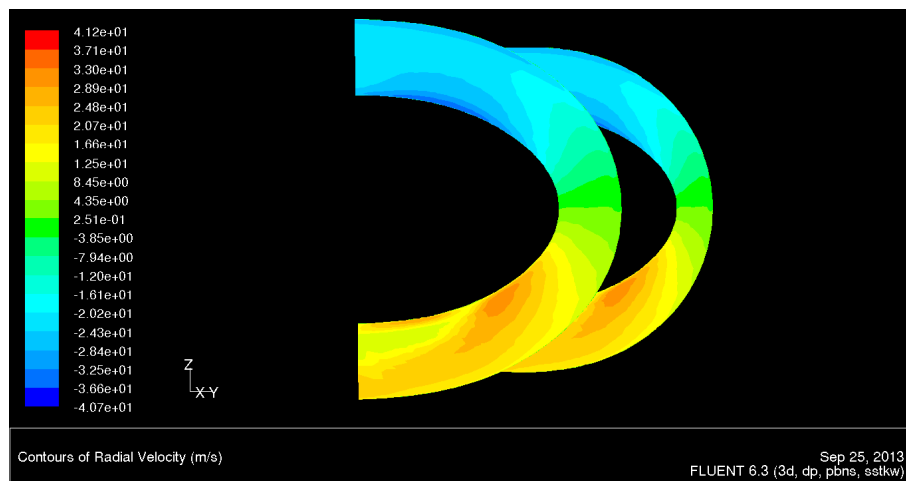 4.12e+01
3.71e+01
3.30e+01
2.89e+01
2.48e+01
2.07e+01
1.66e+01
1.25e+01
8.45e+00
4.35e+00
2.51e-01
-3.85e+00
-7.94e+00
-1.20e+01
-1.61e+01
-2.02e+01
-2.43e+01
-2.84e+01
-3.25e+01
-3.66e+01
-4.07e+01
Z
X Y
Contours of Radial Velocity (m/s)
Sep 25, 2013
FLUENT 6.3 (3d, dp, pbns, sstkw)